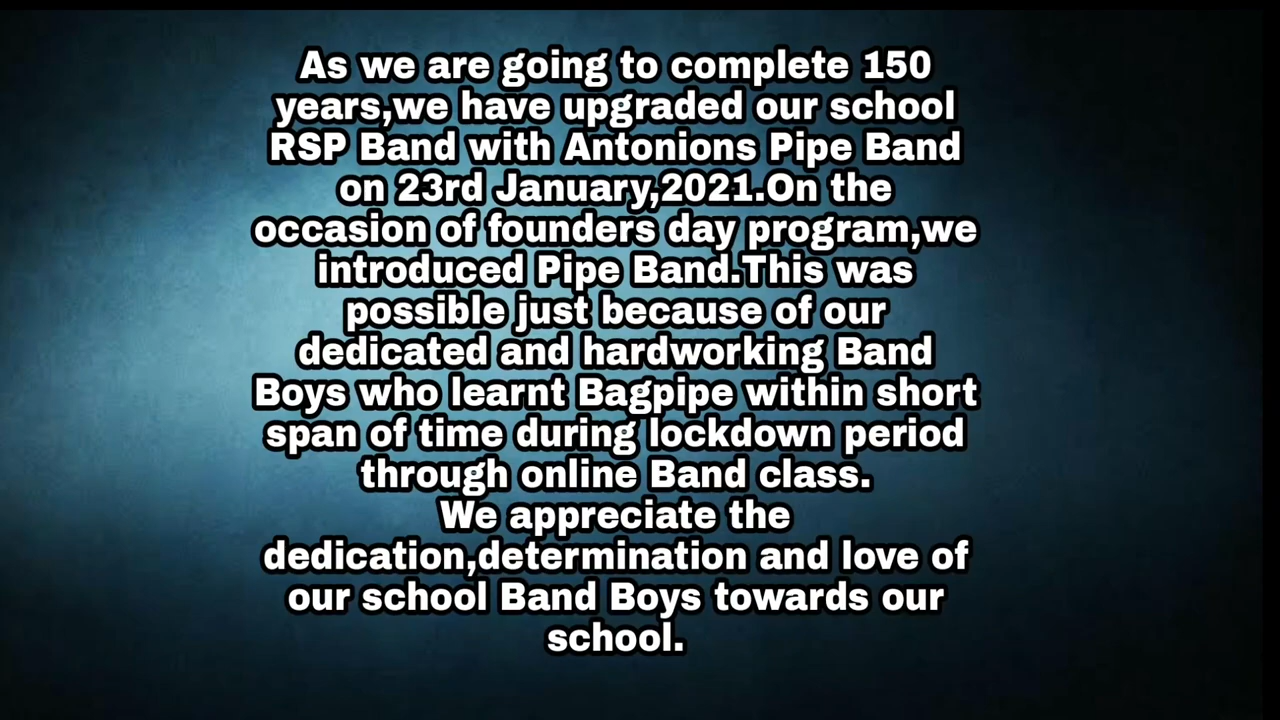 As we are going to complete 150
years,we have upgraded our school
RSP Band with Antonions Pipe Band
on 23rd January,2021.On the
occasion of founders day program,we
introduced Pipe Band.This was
possible just because of our
dedicated and hardworking Band
Boys who learnt Bagpipe within short
span of time during lockdown period
through online Band class.
We appreciate the
dedication,determination and love of
our school Band Boys towards our
school.